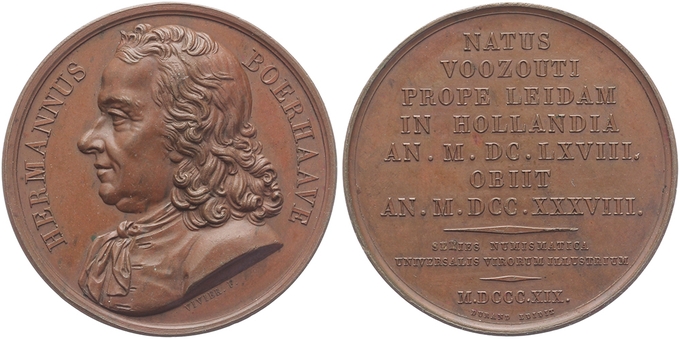 HERMANNUS
BOERHAAVE
VIVIER, F.
NATUS
VOOZOUTI
PROPE LEIDAM
IN HOLLANDIA
AN. M. DC. LXVIII.
OBIIT
AN. M. DCC. XXXVIII.
SERIES NUMISMATICA
UNIVERSALIS VIRORUM ILLUSTRIUM
M.DCCC.XIX.
DURAND EDIDIT